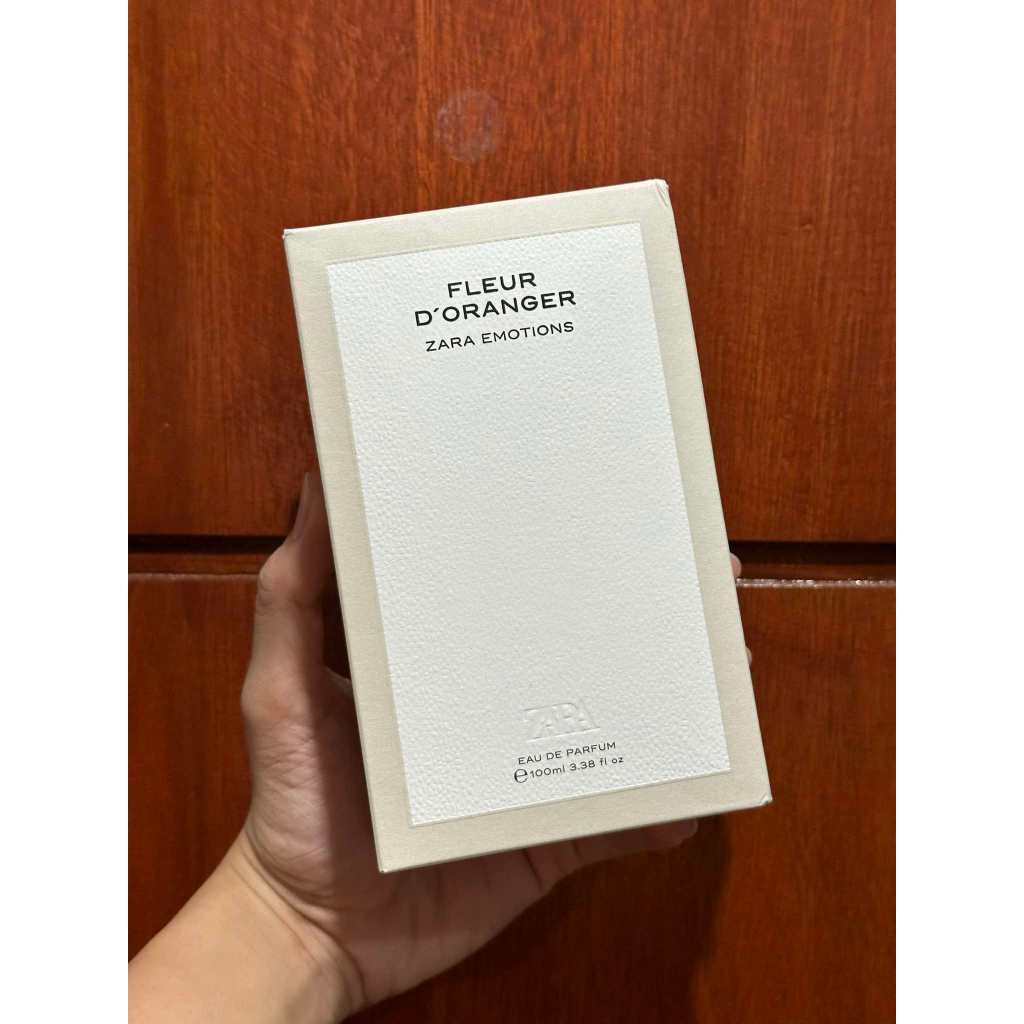 FLEUR
D´ORANGER
ZARA EMOTIONS
ZARA
EAU DE PARFUM
℮100ml 3.38 fl oz